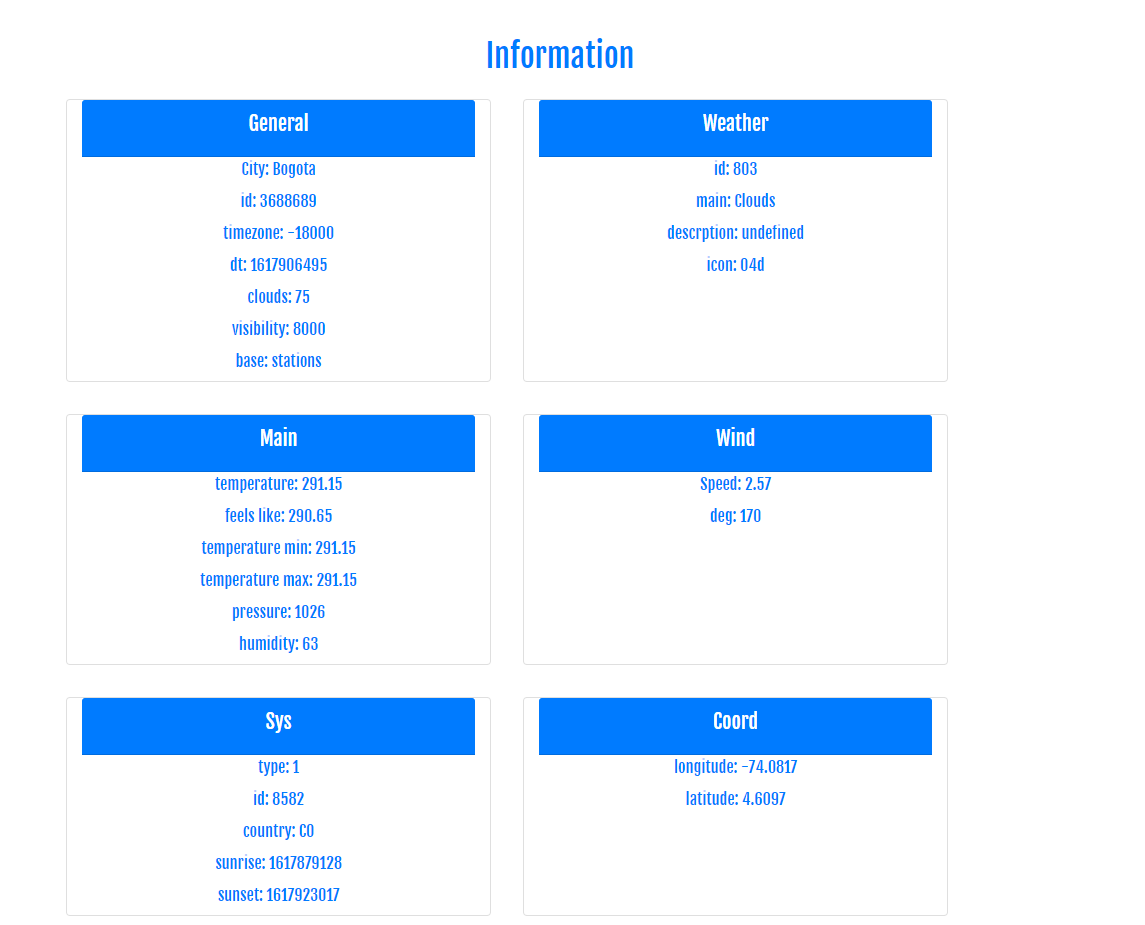 Information
General
City: Bogota
id: 3688689
timezone: -18000
dt: 1617906495
clouds: 75
visibility: 8000
base: stations
Weather
id: 803
main: Clouds
descrption: undefined
icon: 04d
Main
temperature: 291.15
feels like: 290.65
temperature min: 291.15
temperature max: 291.15
pressure: 1026
humidity: 63
Wind
Speed: 2.57
deg: 170
Sys
type: 1
id: 8582
country: CO
sunrise: 1617879128
sunset: 1617923017
Coord
longitude: -74.0817
latitude: 4.6097